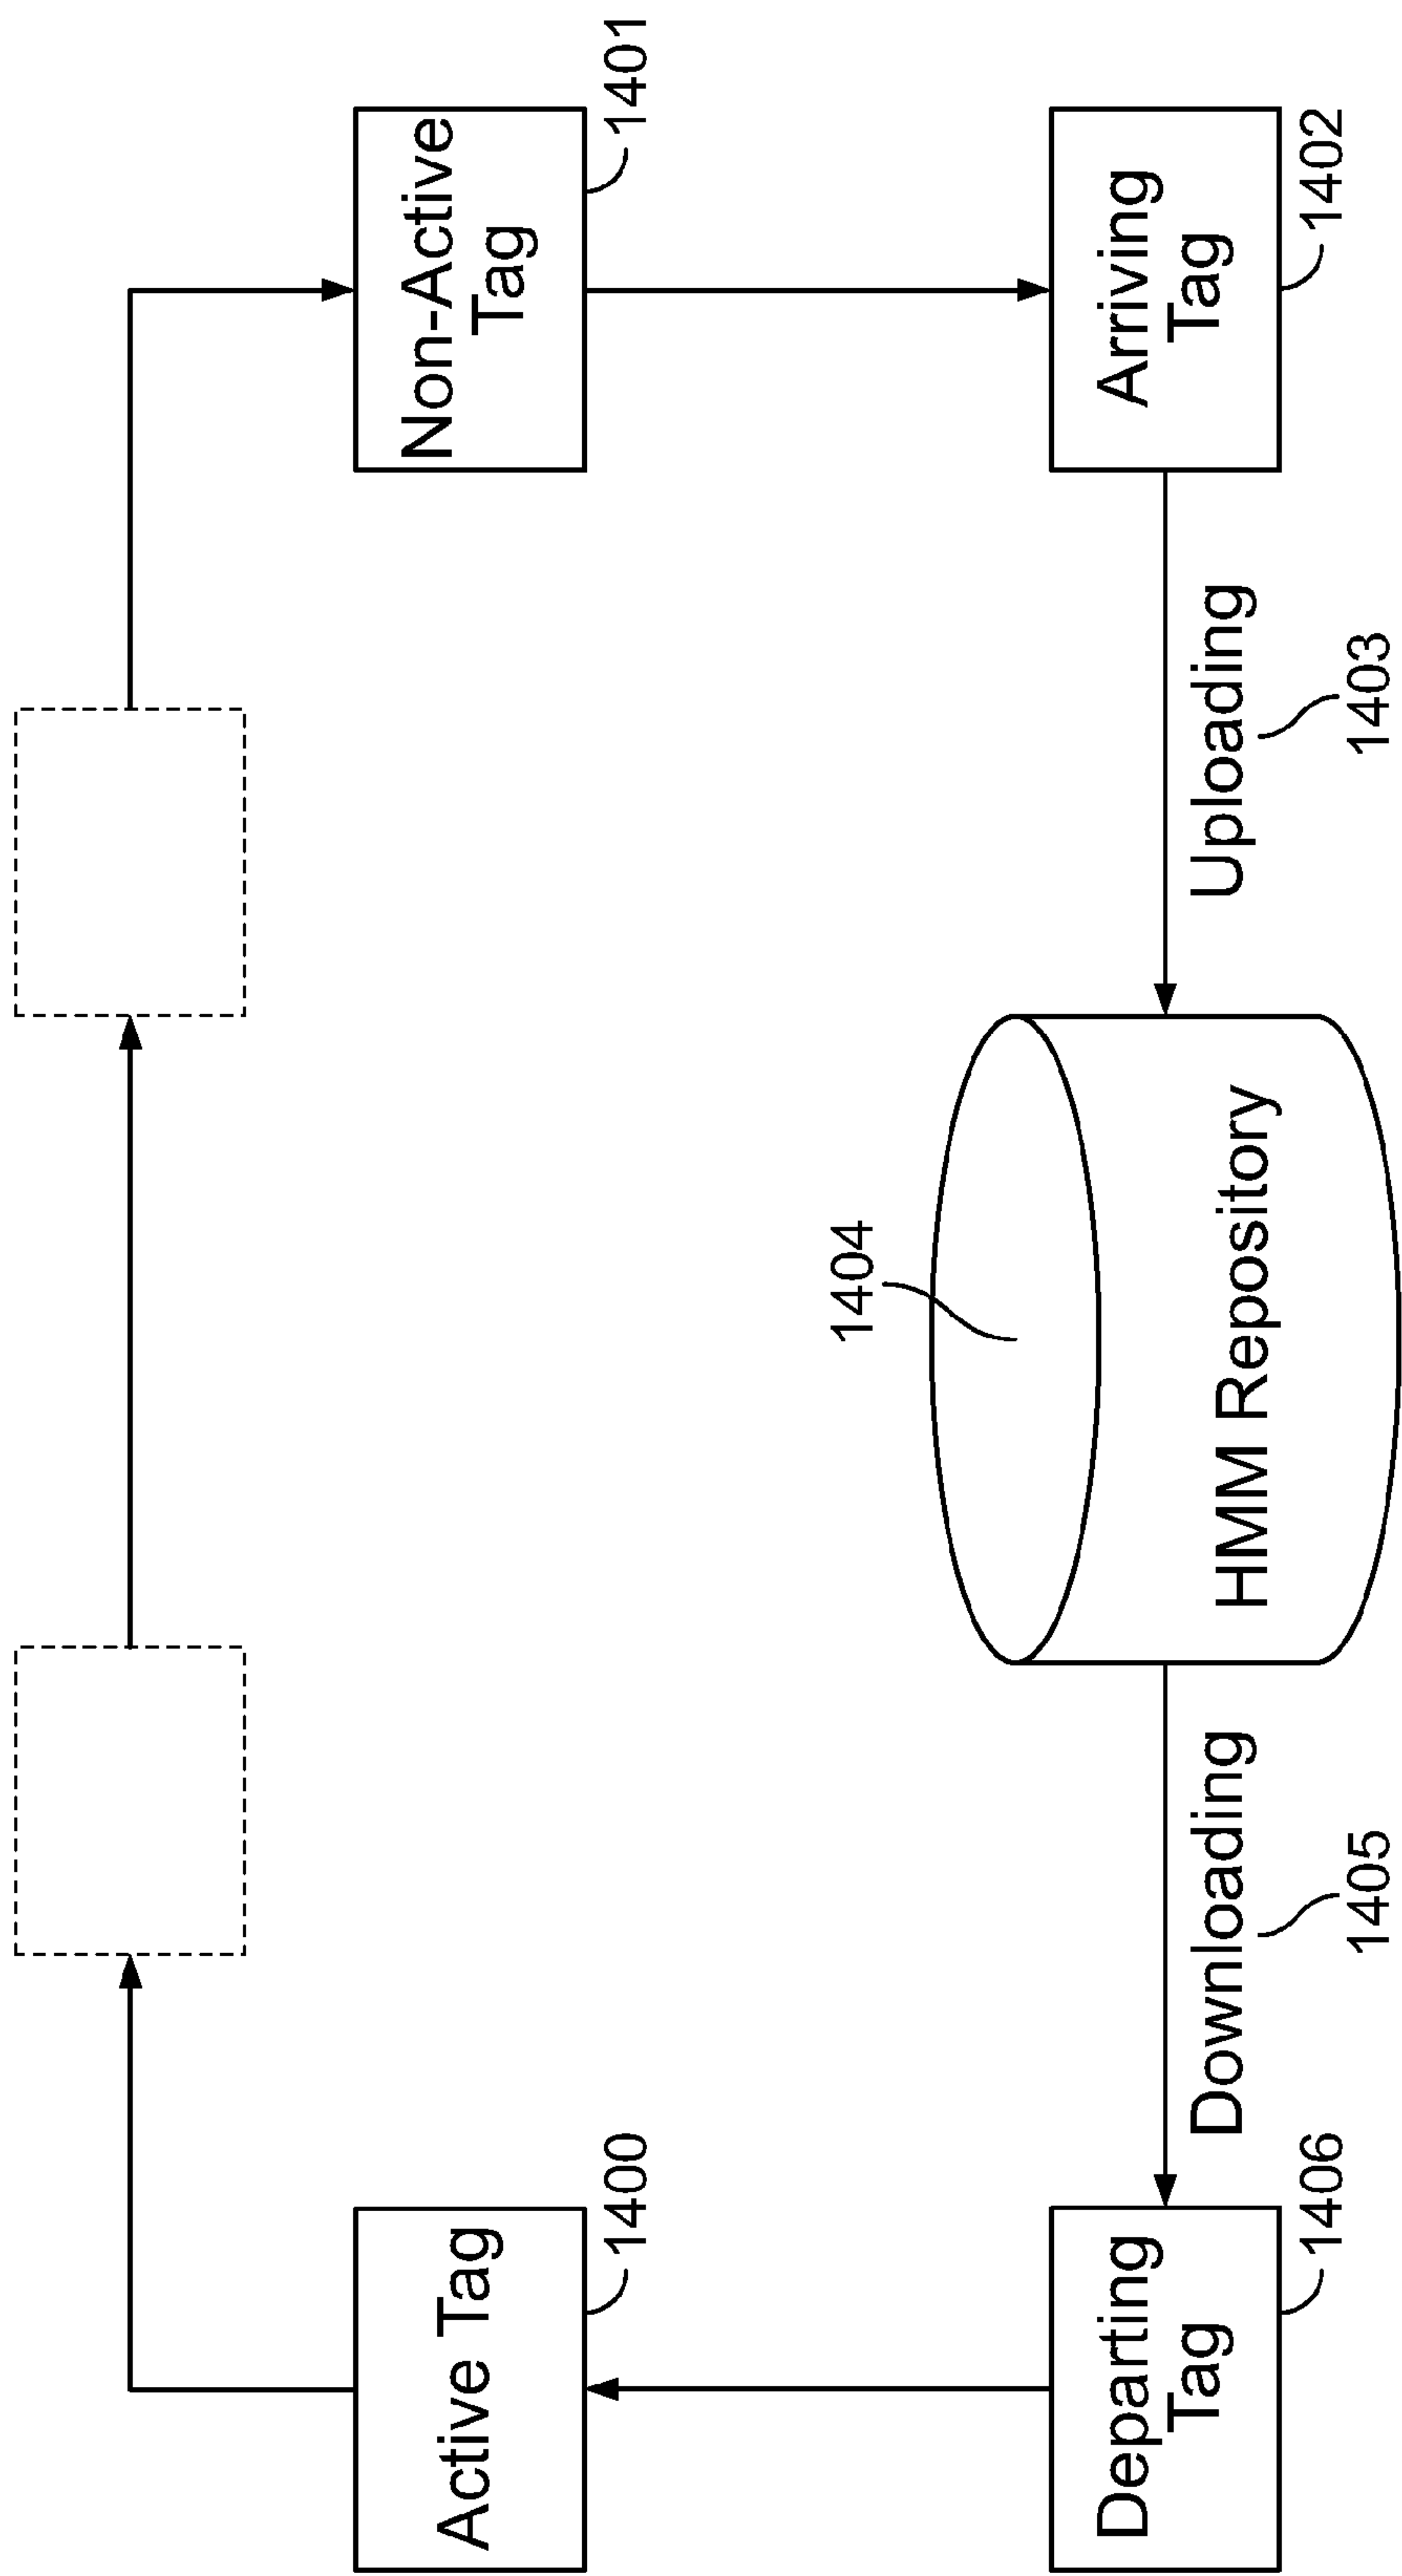 Active Tag
1400
Non-Active
Tag
1401
1404
Departing
Tag
1406
Downloading
1405
HMM Repository
Uploading
1403
Arriving
Tag
1402